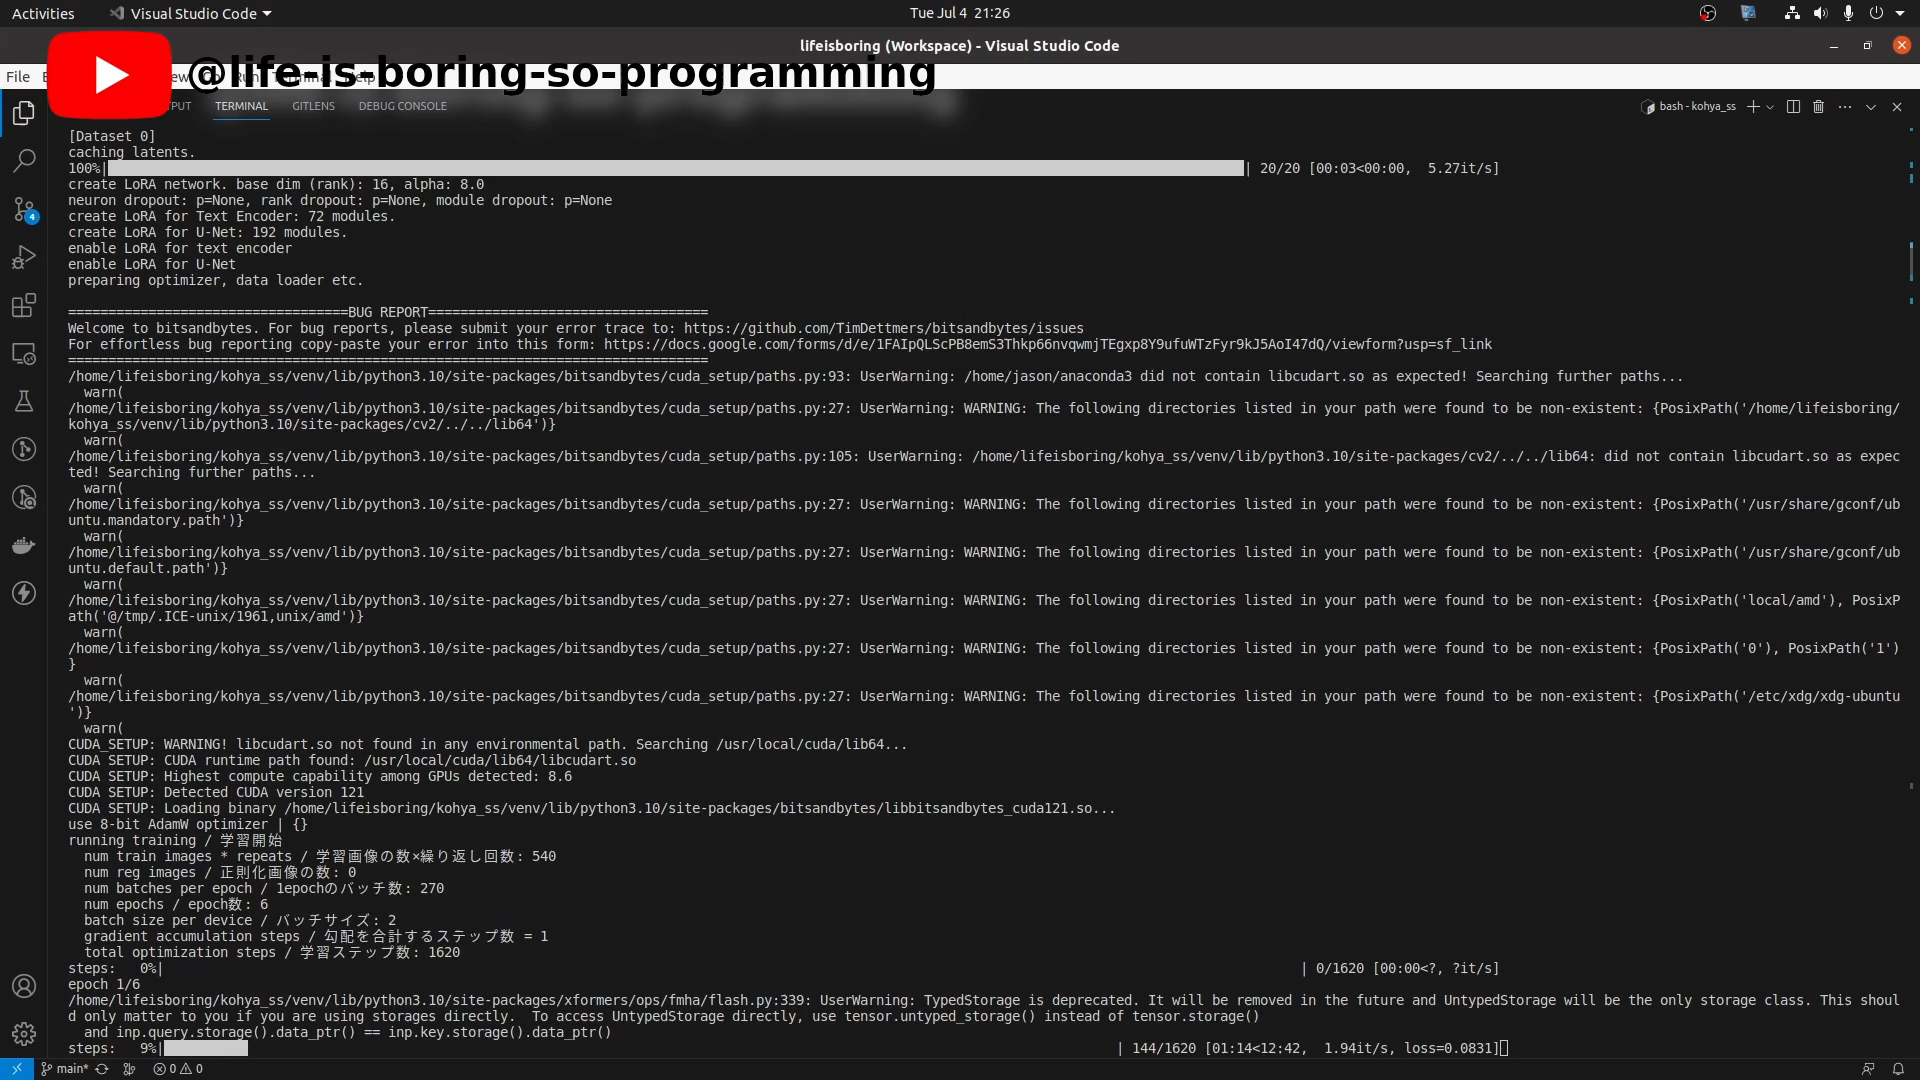 Activities Visual Studio Code Tue Jul 4 21:26
lifeisboring (Workspace) - Visual Studio Code
File
@life-is-boring-so-programming
TERMINAL GITLENS DEBUG CONSOLE bash - kohya_ss
[Dataset 0]
caching latents.
100%| | 20/20 [00:03<00:00, 5.27it/s]
create LoRA network. base dim (rank): 16, alpha: 8.0
neuron dropout: p=None, rank dropout: p=None, module dropout: p=None
create LoRA for Text Encoder: 72 modules.
create LoRA for U-Net: 192 modules.
enable LoRA for text encoder
enable LoRA for U-Net
preparing optimizer, data loader etc.
===================================BUG REPORT===================================
Welcome to bitsandbytes. For bug reports, please submit your error trace to: https://github.com/TimDettmers/bitsandbytes/issues
For effortless bug reporting copy-paste your error into this form: https://docs.google.com/forms/d/e/1FAIpQLScPB8emS3Thkp66nvqwmjTEgxp8Y9ufuWTzFyr9kJ5AoI47dQ/viewform?usp=sf_link
================================================================================
/home/lifeisboring/kohya_ss/venv/lib/python3.10/site-packages/bitsandbytes/cuda_setup/paths.py:93: UserWarning: /home/jason/anaconda3 did not contain libcudart.so as expected! Searching further paths...
warn(
/home/lifeisboring/kohya_ss/venv/lib/python3.10/site-packages/bitsandbytes/cuda_setup/paths.py:27: UserWarning: WARNING: The following directories listed in your path were found to be non-existent: {PosixPath('/home/lifeisboring/
kohya_ss/venv/lib/python3.10/site-packages/cv2/../../lib64')}
warn(
/home/lifeisboring/kohya_ss/venv/lib/python3.10/site-packages/bitsandbytes/cuda_setup/paths.py:105: UserWarning: /home/lifeisboring/kohya_ss/venv/lib/python3.10/site-packages/cv2/../../lib64: did not contain libcudart.so as expec
ted! Searching further paths...
warn(
/home/lifeisboring/kohya_ss/venv/lib/python3.10/site-packages/bitsandbytes/cuda_setup/paths.py:27: UserWarning: WARNING: The following directories listed in your path were found to be non-existent: {PosixPath('/usr/share/gconf/ub
untu.mandatory.path')}
warn(
/home/lifeisboring/kohya_ss/venv/lib/python3.10/site-packages/bitsandbytes/cuda_setup/paths.py:27: UserWarning: WARNING: The following directories listed in your path were found to be non-existent: {PosixPath('/usr/share/gconf/ub
untu.default.path')}
warn(
/home/lifeisboring/kohya_ss/venv/lib/python3.10/site-packages/bitsandbytes/cuda_setup/paths.py:27: UserWarning: WARNING: The following directories listed in your path were found to be non-existent: {PosixPath('local/amd'), PosixP
ath('@/tmp/.ICE-unix/1961,unix/amd')}
warn(
/home/lifeisboring/kohya_ss/venv/lib/python3.10/site-packages/bitsandbytes/cuda_setup/paths.py:27: UserWarning: WARNING: The following directories listed in your path were found to be non-existent: {PosixPath('0'), PosixPath('1')
}
warn(
/home/lifeisboring/kohya_ss/venv/lib/python3.10/site-packages/bitsandbytes/cuda_setup/paths.py:27: UserWarning: WARNING: The following directories listed in your path were found to be non-existent: {PosixPath('/etc/xdg/xdg-ubuntu
')}
warn(
CUDA_SETUP: WARNING! libcudart.so not found in any environmental path. Searching /usr/local/cuda/lib64...
CUDA SETUP: CUDA runtime path found: /usr/local/cuda/lib64/libcudart.so
CUDA SETUP: Highest compute capability among GPUs detected: 8.6
CUDA SETUP: Detected CUDA version 121
CUDA SETUP: Loading binary /home/lifeisboring/kohya_ss/venv/lib/python3.10/site-packages/bitsandbytes/libbitsandbytes_cuda121.so...
use 8-bit AdamW optimizer | {}
running training / 学習開始
num train images * repeats / 学習画像の数×繰り返し回数: 540
num reg images / 正則化画像の数: 0
num batches per epoch / 1epochのバッチ数: 270
num epochs / epoch数: 6
batch size per device / バッチサイズ: 2
gradient accumulation steps / 勾配を合計するステップ数 = 1
total optimization steps / 学習ステップ数: 1620
steps: 0%| | 0/1620 [00:00<?, ?it/s]
epoch 1/6
/home/lifeisboring/kohya_ss/venv/lib/python3.10/site-packages/xformers/ops/fmha/flash.py:339: UserWarning: TypedStorage is deprecated. It will be removed in the future and UntypedStorage will be the only storage class. This shoul
d only matter to you if you are using storages directly. To access UntypedStorage directly, use tensor.untyped_storage() instead of tensor.storage()
and inp.query.storage().data_ptr() == inp.key.storage().data_ptr()
steps: 9%| | 144/1620 [01:14<12:42, 1.94it/s, loss=0.0831]
4
main* 0 0